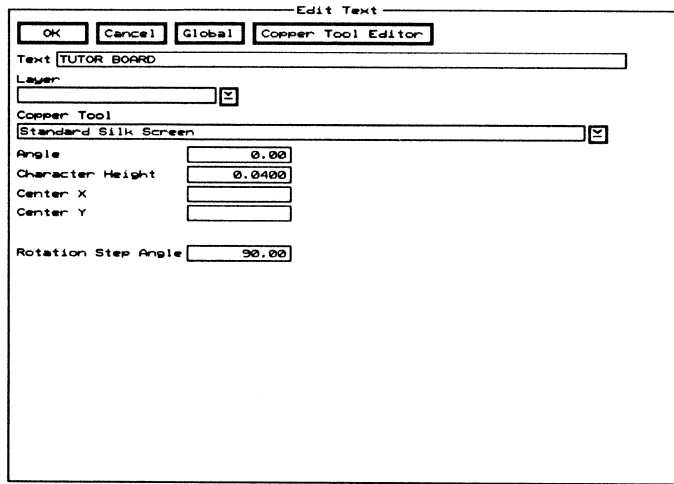 Edit Text
OK Cancel Global Copper Tool Editor
Text TUTOR BOARD
Layer
Copper Tool
Standard Silk Screen
Angle 0.00
Character Height 0.0400
Center X
Center Y
Rotation Step Angle 90.00